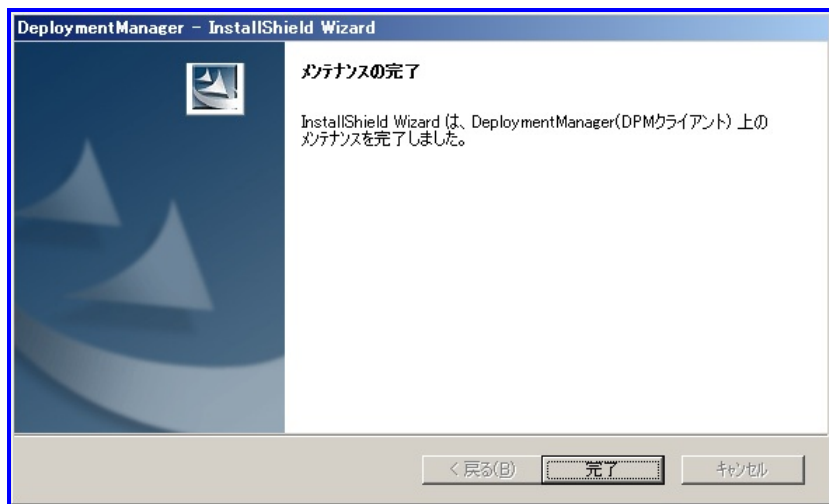 DeploymentManager - InstallShield Wizard
メンテナンスの完了
InstallShield Wizard は、DeploymentManager(DPMクライアント) 上の
メンテナンスを完了しました。
< 戻る(B)
完了
キャンセル